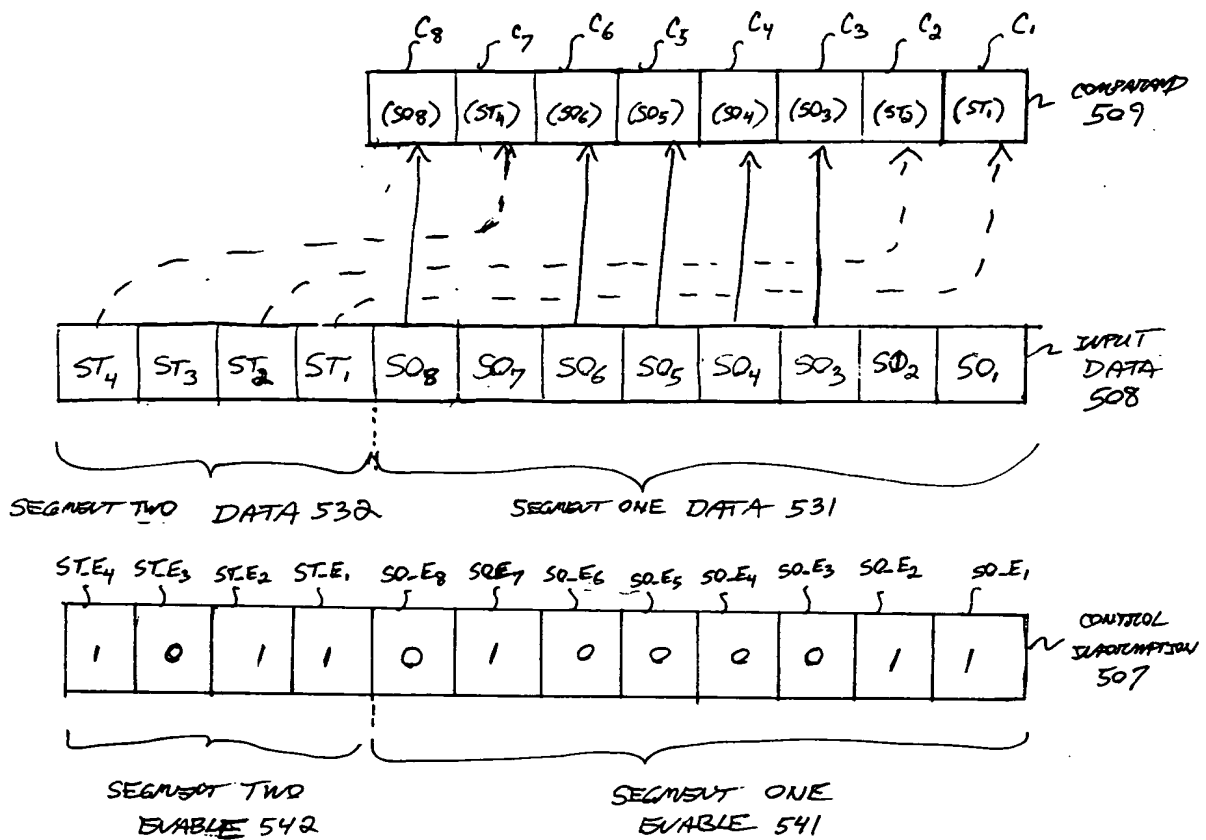 C8 C7 C6 C5 C4 C3 C2 C1
(SO8) (ST4) (SO6) (SO5) (SO4) (SO3) (ST2) (ST1)
COMPARAND
509
ST4 ST3 ST2 ST1 SO8 SO7 SO6 SO5 SO4 SO3 SO2 SO1
INPUT
DATA
508
SEGMENT TWO DATA 532 SEGMENT ONE DATA 531
ST_E4 ST_E3 ST_E2 ST_E1 SO_E8 SO_E7 SO_E6 SO_E5 SO_E4 SO_E3 SO_E2 SO_E1
1 0 1 1 0 1 0 0 0 0 1 1
CONTROL
INFORMATION
507
SEGMENT TWO
ENABLE 542
SEGMENT ONE
ENABLE 541